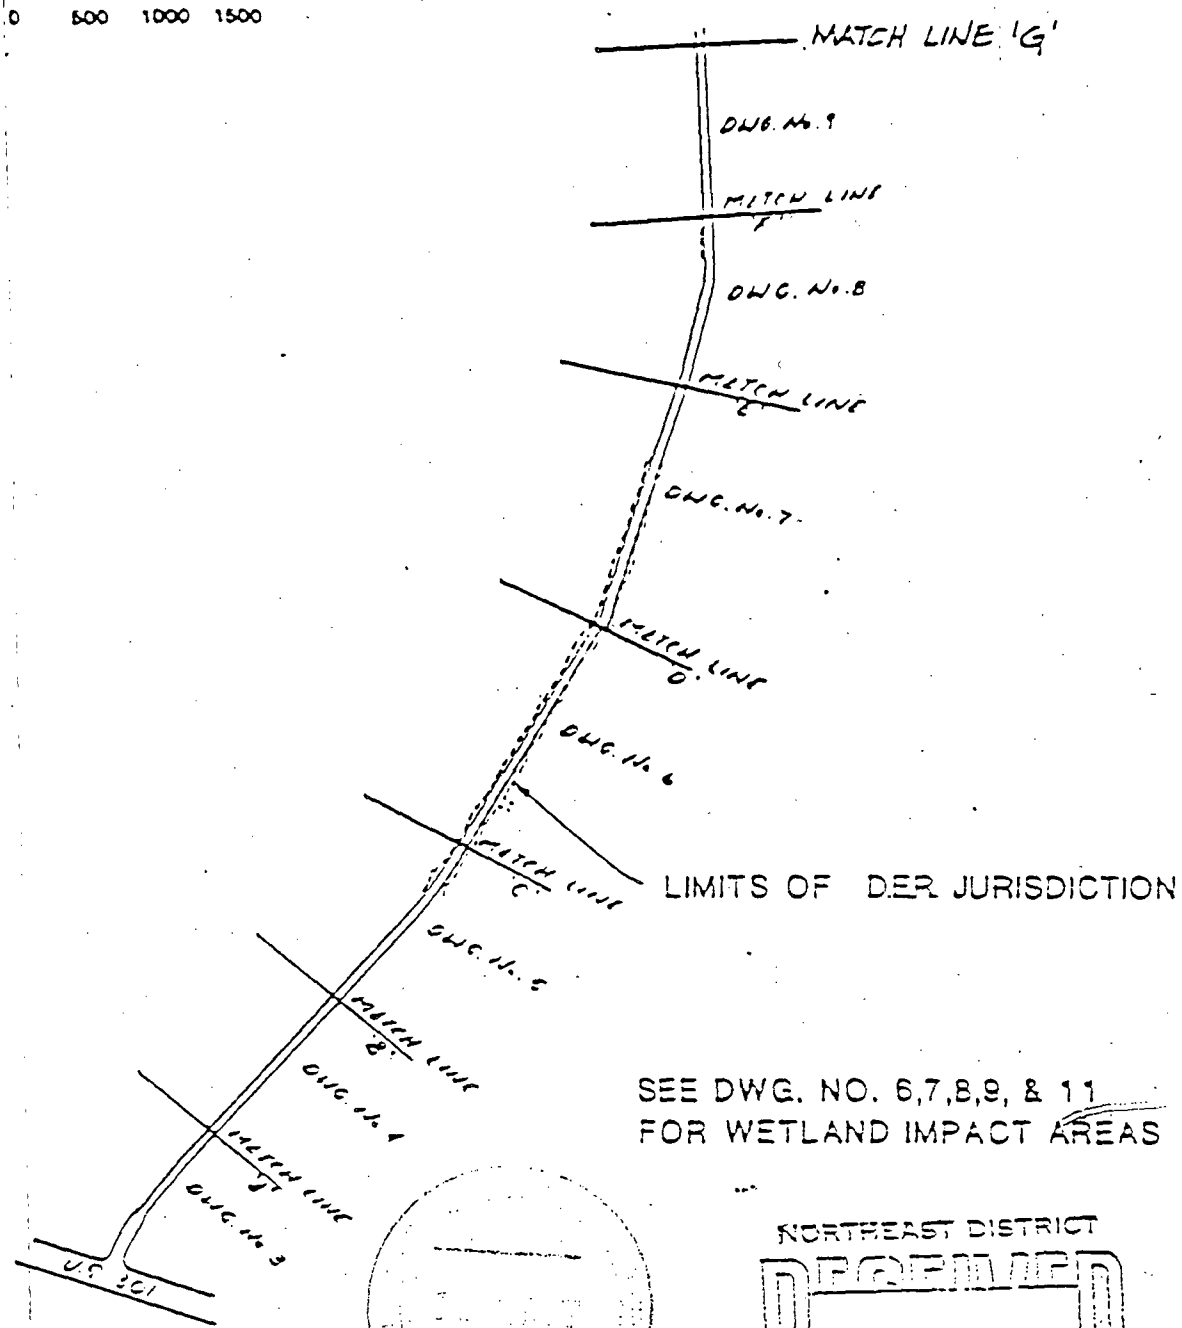 0 500 1000 1500
MATCH LINE 'G'
DWG. No. 9
MATCH LINE
'F'
DWG. No. 8
MATCH LINE
'E'
DWG. No. 7
MATCH LINE
'D'
DWG. No. 6
LIMITS OF DER JURISDICTION
MATCH LINE
'C'
DWG. No. 5
MATCH LINE
'B'
DWG. No. 4
SEE DWG. NO. 6,7,8,9, & 11
FOR WETLAND IMPACT AREAS
MATCH LINE
DWG. No. 3
U.S. 301
NORTHEAST DISTRICT
RECEIVED